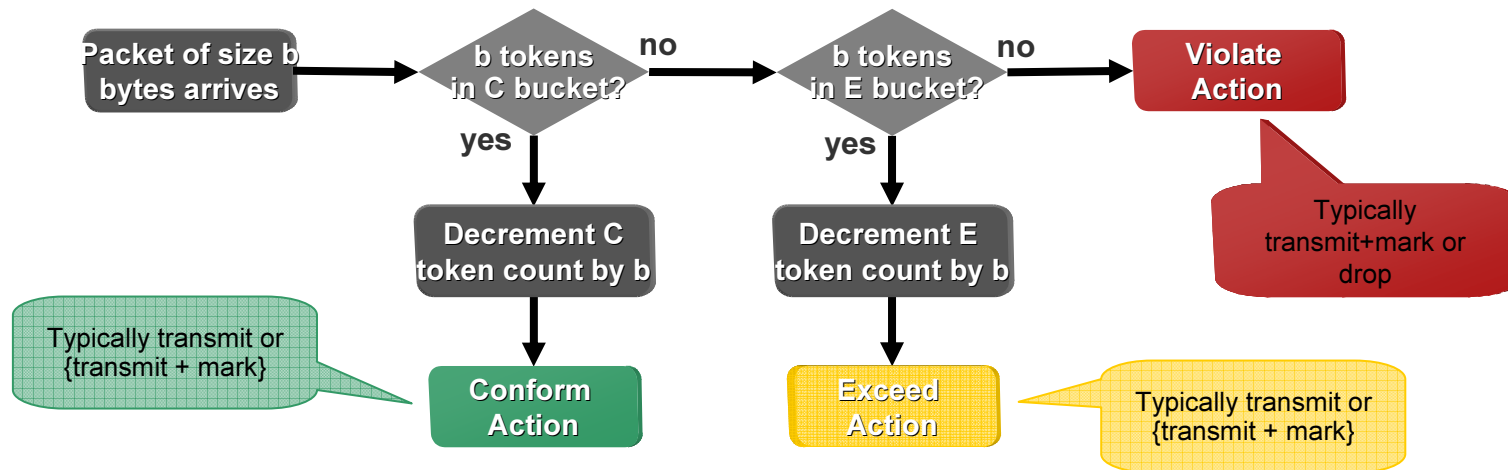 Packet of size b
bytes arrives
b tokens
in C bucket?
no
b tokens
in E bucket?
no
Violate
Action
yes
yes
Decrement C
token count by b
Decrement E
token count by b
Typically
transmit+mark or
drop
Typically transmit or
{transmit + mark}
Conform
Action
Exceed
Action
Typically transmit or
{transmit + mark}